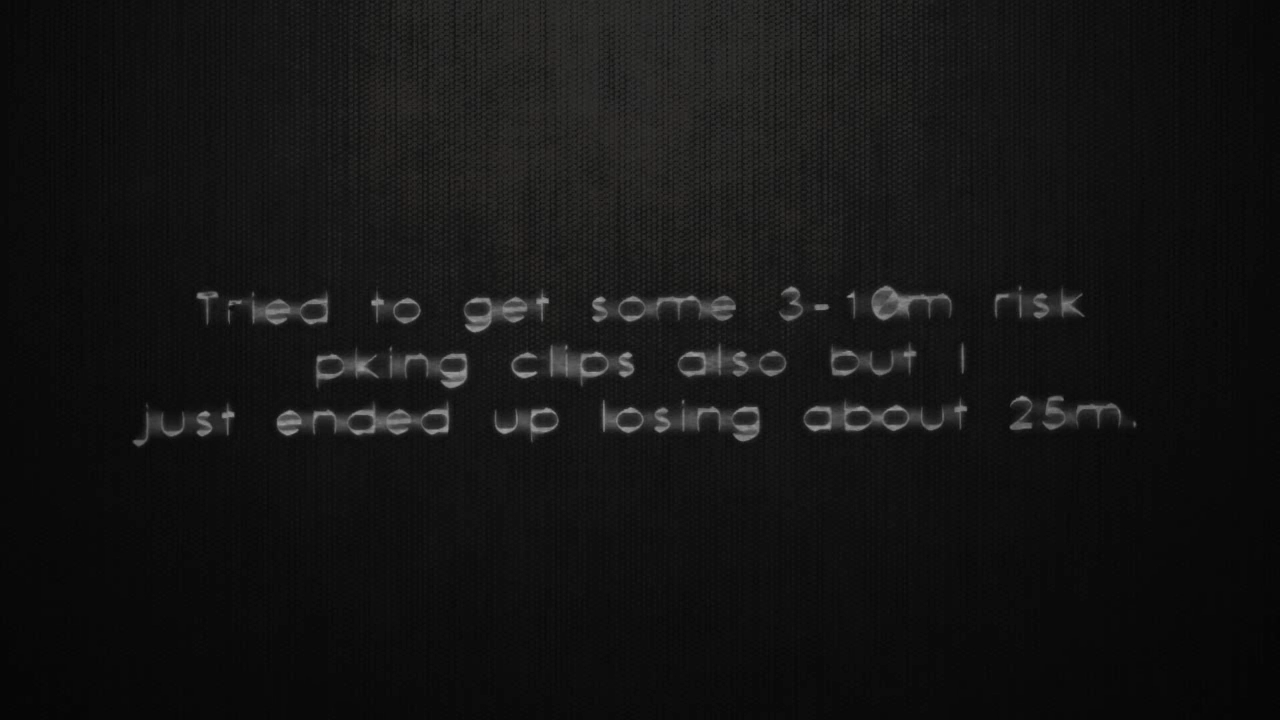 Tried to get some 3-10m risk
pking clips also but I
just ended up losing about 25m.